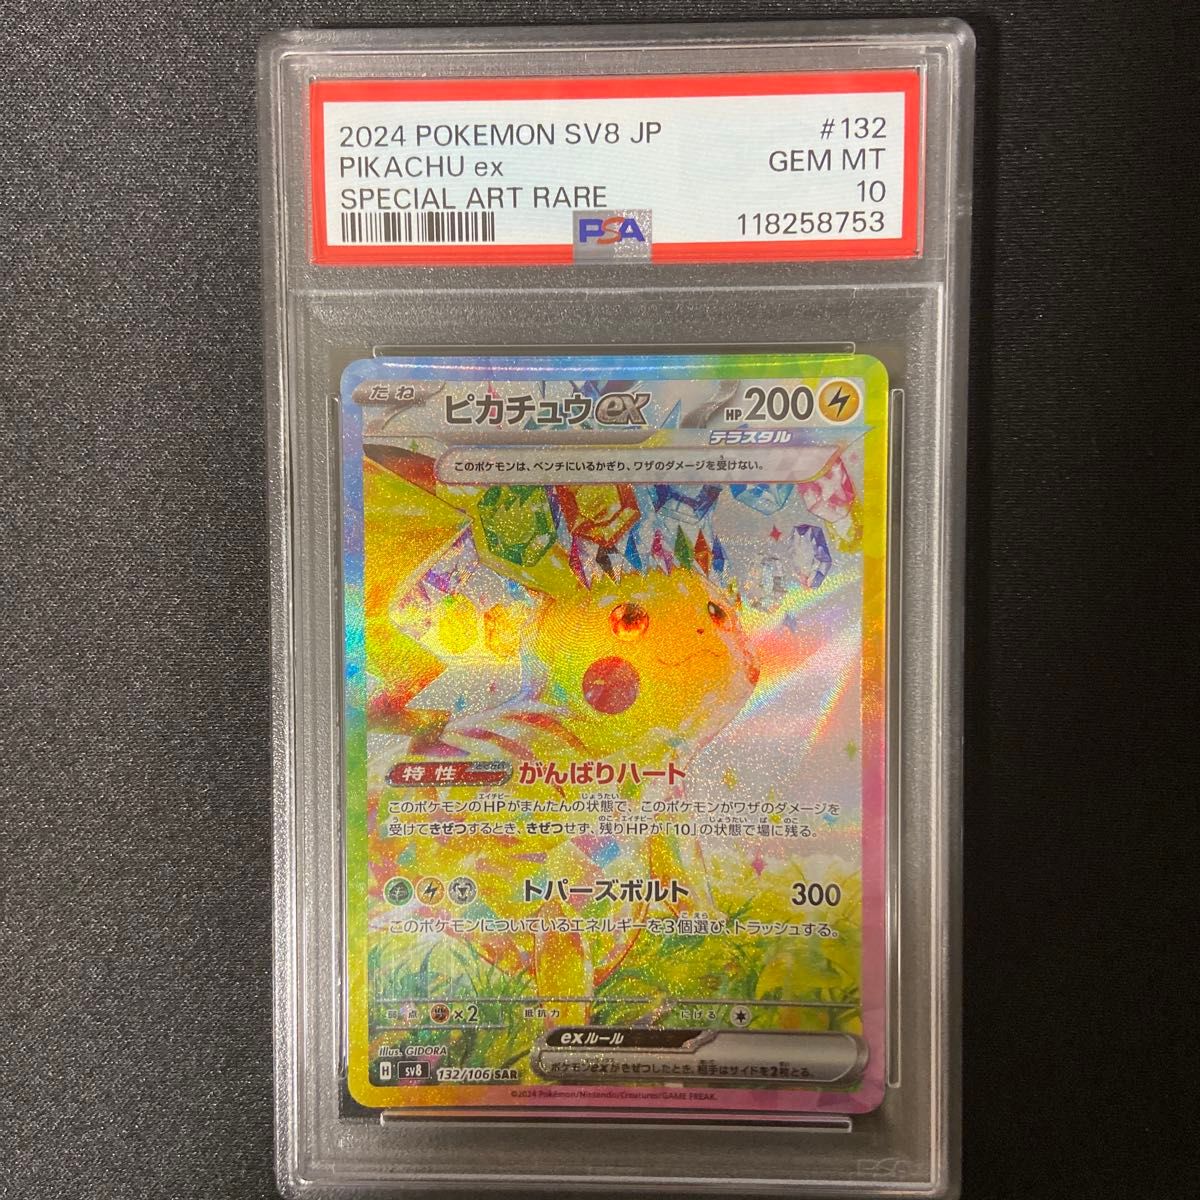 2024 POKEMON SV8 JP #132
PIKACHU ex GEM MT
SPECIAL ART RARE 10
PSA 118258753
たね ピカチュウex HP200
テラスタル
このポケモンは、ベンチにいるかぎり、ワザのダメージを受けない。
特性 がんばりハート
このポケモンのHPがまんたんの状態で、このポケモンがワザのダメージを
受けてきぜつするとき、きぜつせず、残りHPが「10」の状態で場に残る。
トパーズボルト 300
このポケモンについているエネルギーを3個選び、トラッシュする。
弱点 ×2 抵抗力 にげる
exルール
ポケモンexがきぜつしたとき、相手はサイドを2枚とる。
Illus. GIDORA
H sv8 132/106 SAR
©2024 Pokémon/Nintendo/Creatures/GAME FREAK.